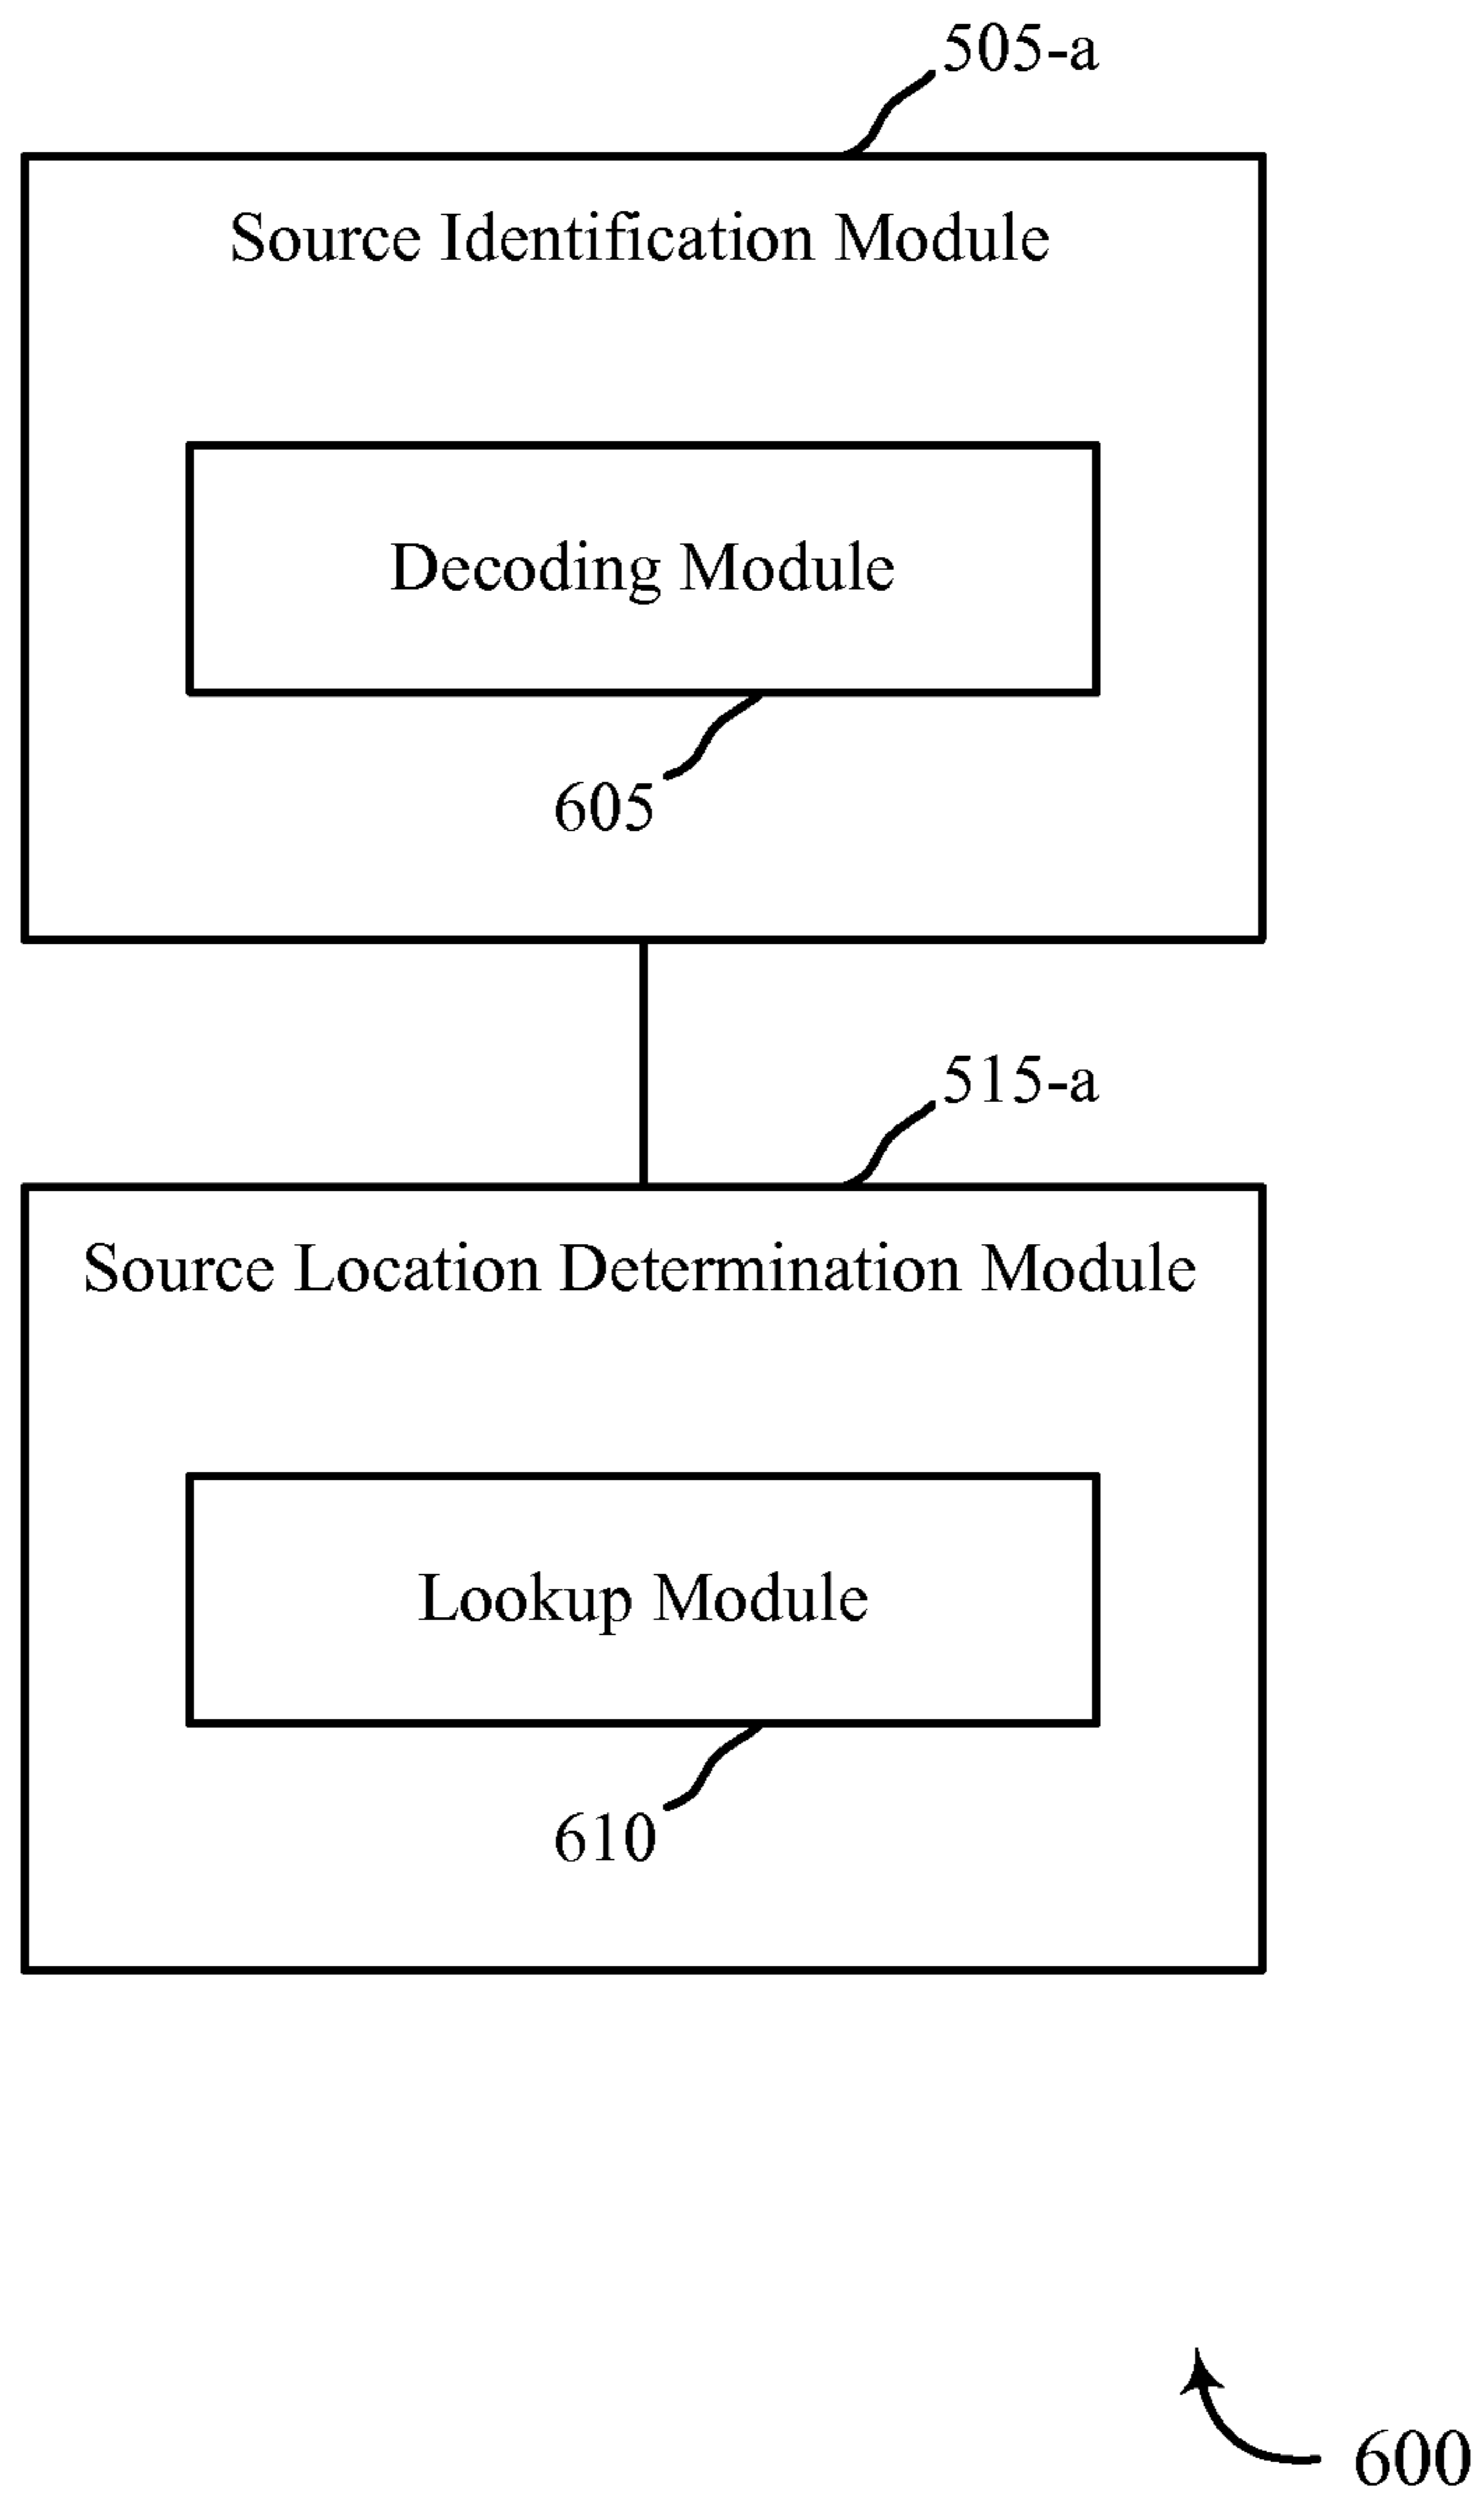 505-a
Source Identification Module
Decoding Module
605
515-a
Source Location Determination Module
Lookup Module
610
600